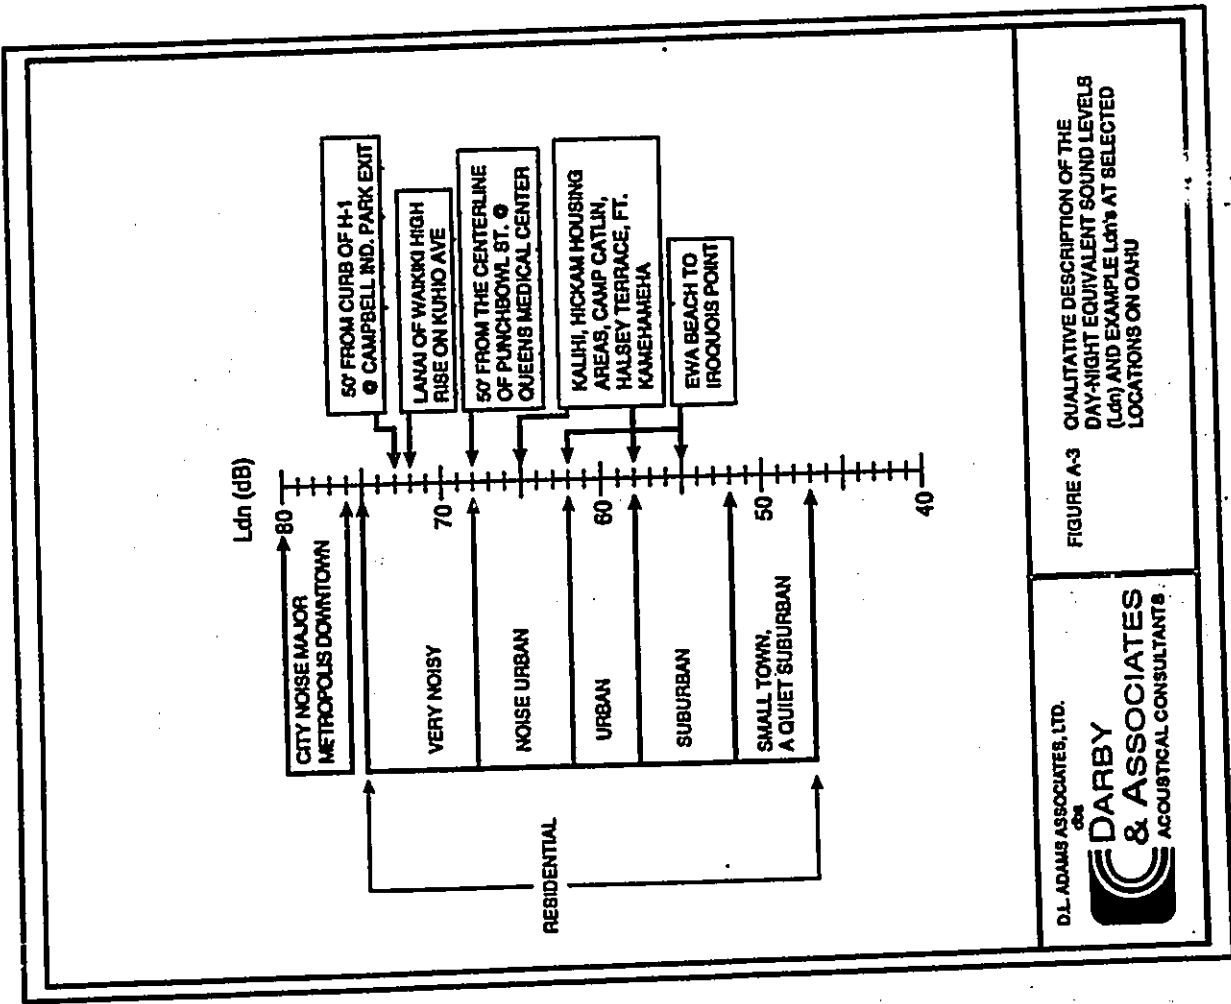 Ldn (dB)
80
70
60
50
40
CITY NOISE MAJOR
METROPOLIS DOWNTOWN
VERY NOISY
NOISE URBAN
URBAN
SUBURBAN
SMALL TOWN,
A QUIET SUBURBAN
RESIDENTIAL
50' FROM CURB OF H-1
@ CAMPBELL IND. PARK EXIT
LANAI OF WAIKIKI HIGH
RISE ON KUHIO AVE
50' FROM THE CENTERLINE
OF PUNCHBOWL ST. @
QUEENS MEDICAL CENTER
KALIHI, HICKAM HOUSING
AREAS, CAMP CATLIN,
HALSEY TERRACE, FT.
KAMEHAMEHA
EWA BEACH TO
IROQUOIS POINT
D.L. ADAMS ASSOCIATES, LTD.
dba
DARBY
& ASSOCIATES
ACOUSTICAL CONSULTANTS
FIGURE A-3 QUALITATIVE DESCRIPTION OF THE
DAY-NIGHT EQUIVALENT SOUND LEVELS
(Ldn) AND EXAMPLE Ldn's AT SELECTED
LOCATIONS ON OAHU